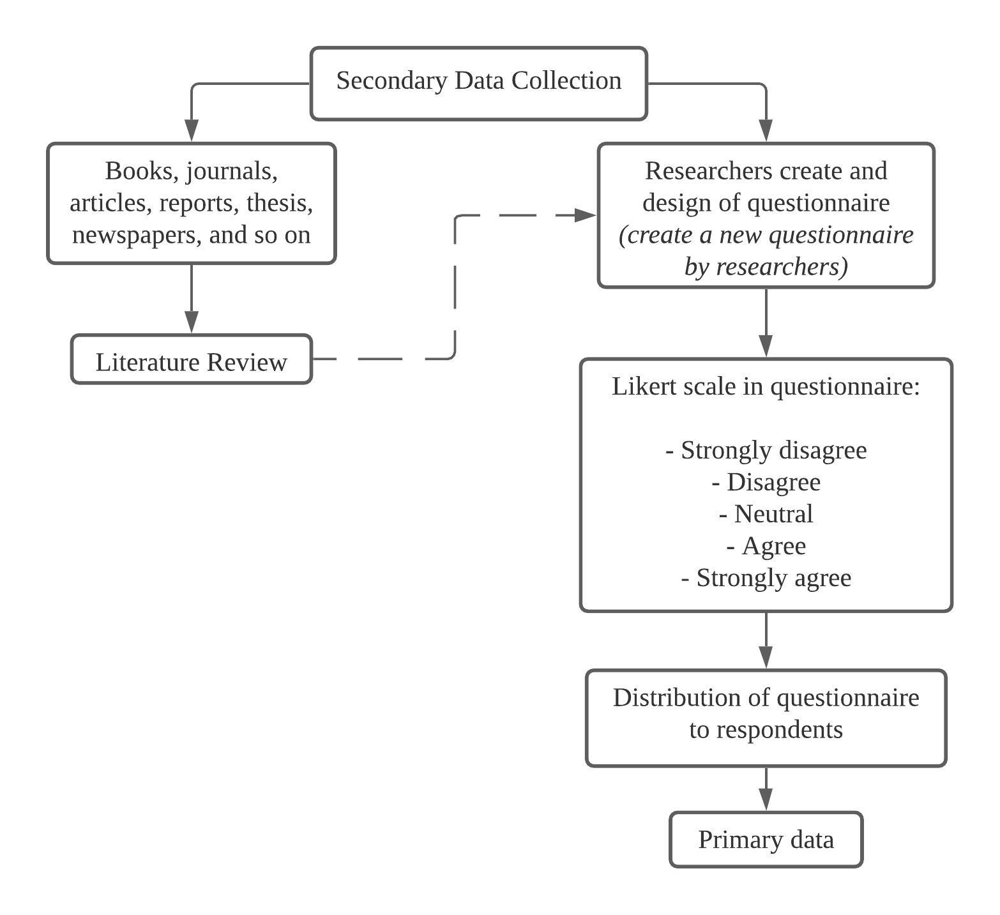 Secondary Data Collection
Books, journals,
articles, reports, thesis,
newspapers, and so on
Researchers create and
design of questionnaire
(create a new questionnaire
by researchers)
Literature Review
Likert scale in questionnaire:
- Strongly disagree
- Disagree
- Neutral
- Agree
- Strongly agree
Distribution of questionnaire
to respondents
Primary data